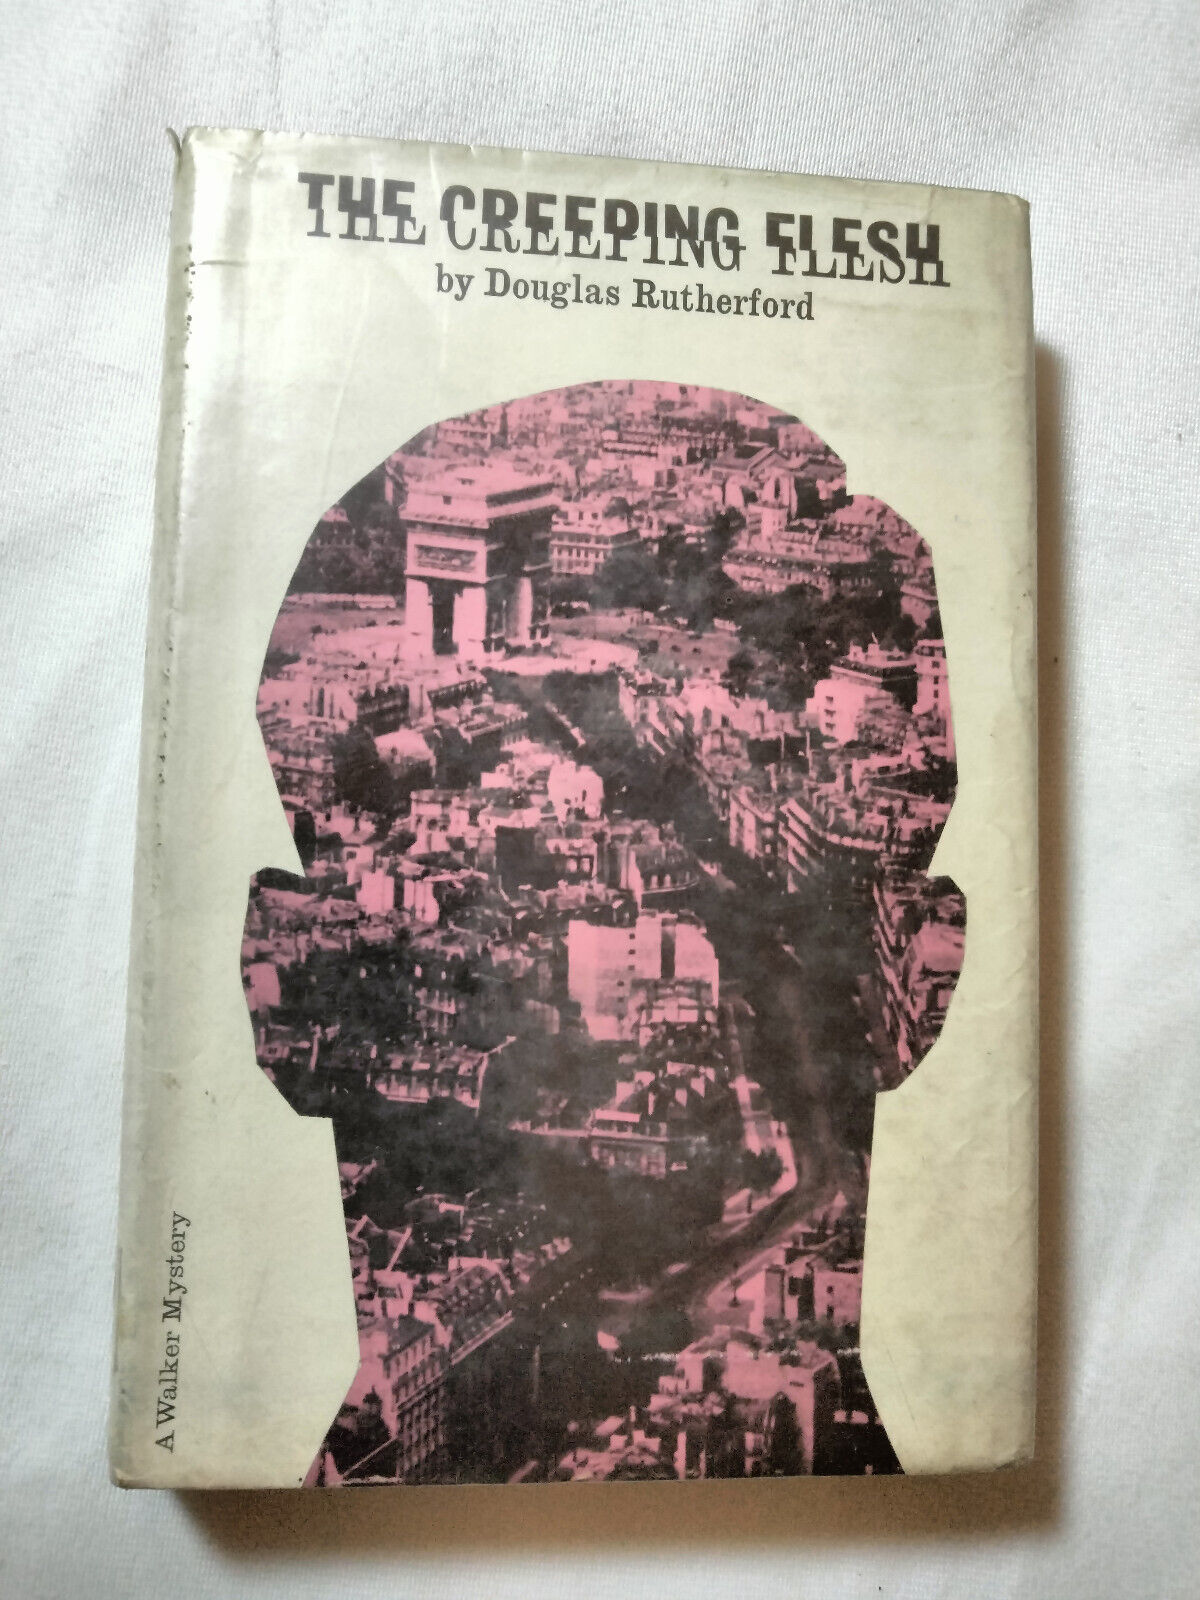 THE CREEPING FLESH
by Douglas Rutherford
A Walker Mystery